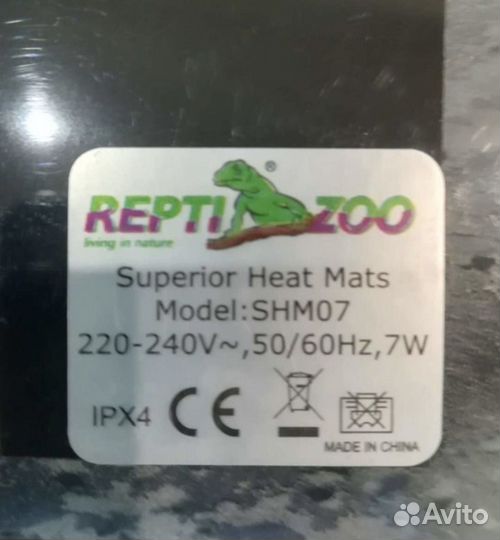 ®
REPTI ZOO
living in nature
Superior Heat Mats
Model:SHM07
220-240V~,50/60Hz,7W
IPX4 CE
MADE IN CHINA
Avito